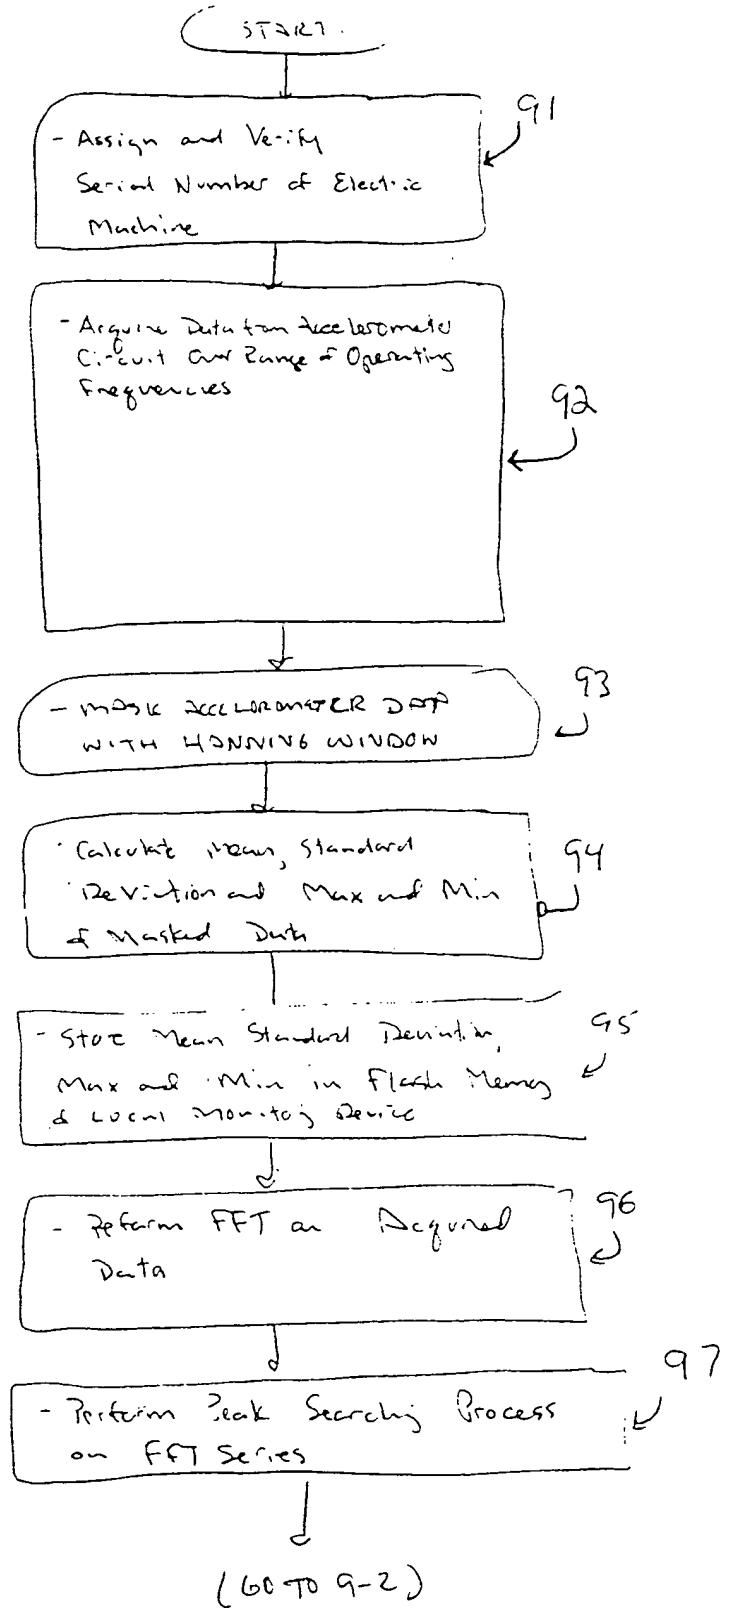 START.
91
- Assign and Verify
Serial Number of Electric
Machine
- Acquire Data from Accelerometer
Circuit Over Range of Operating
Frequencies
92
93
- MASK ACCELEROMETER DATA
WITH HANNING WINDOW
Calculate Mean, Standard
94
Deviation and Max and Min
of Masked Data
95
- Store Mean Standard Deviation,
Max and Min in Flash Memory
of Local Monitoring Device
96
- Perform FFT on Acquired
Data
97
- Perform Peak Searching Process
on FFT Series
(GO TO 9-2)